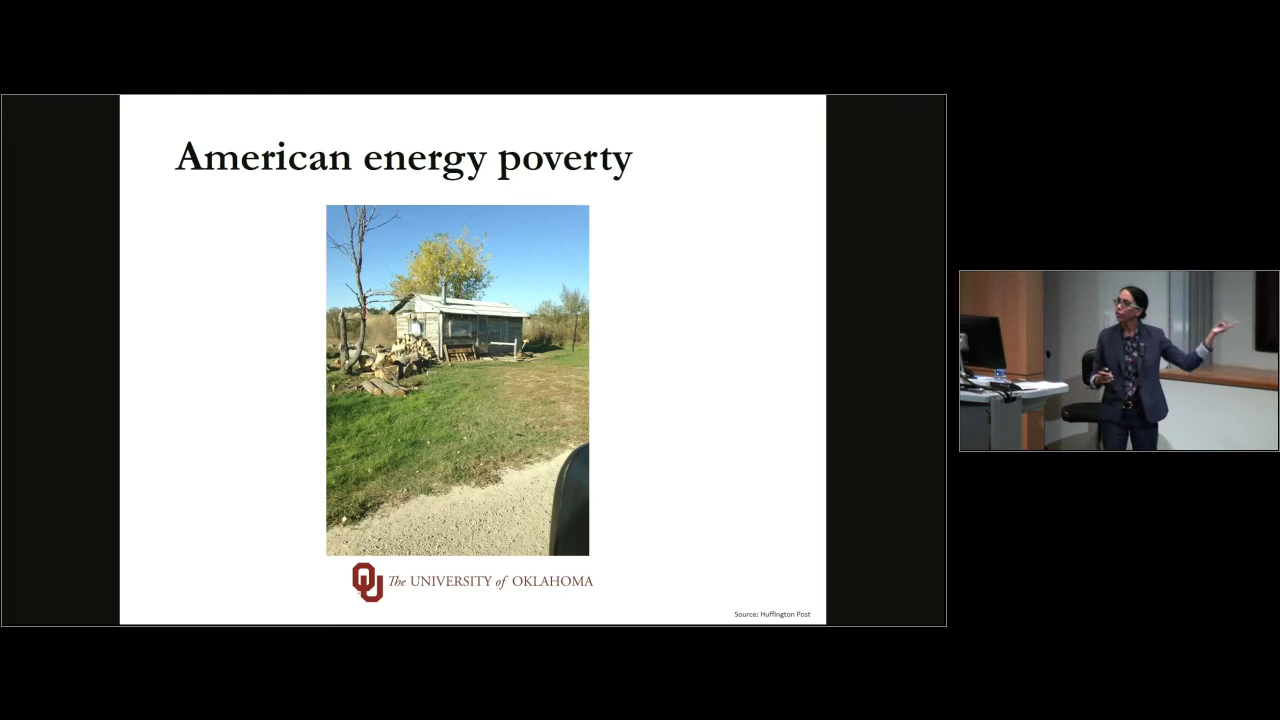 American energy poverty
The UNIVERSITY of OKLAHOMA
Source: Huffington Post